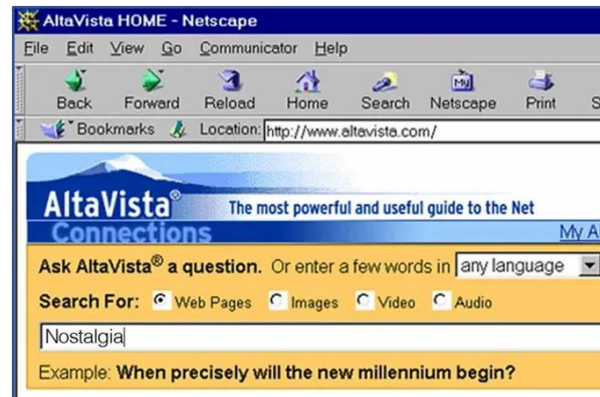 AltaVista HOME - Netscape
File Edit View Go Communicator Help
Back Forward Reload Home Search Netscape Print S
Bookmarks Location: http://www.altavista.com/
AltaVista® The most powerful and useful guide to the Net
Connections My A
Ask AltaVista® a question. Or enter a few words in any language
Search For: Web Pages Images Video Audio
Nostalgia
Example: When precisely will the new millennium begin?